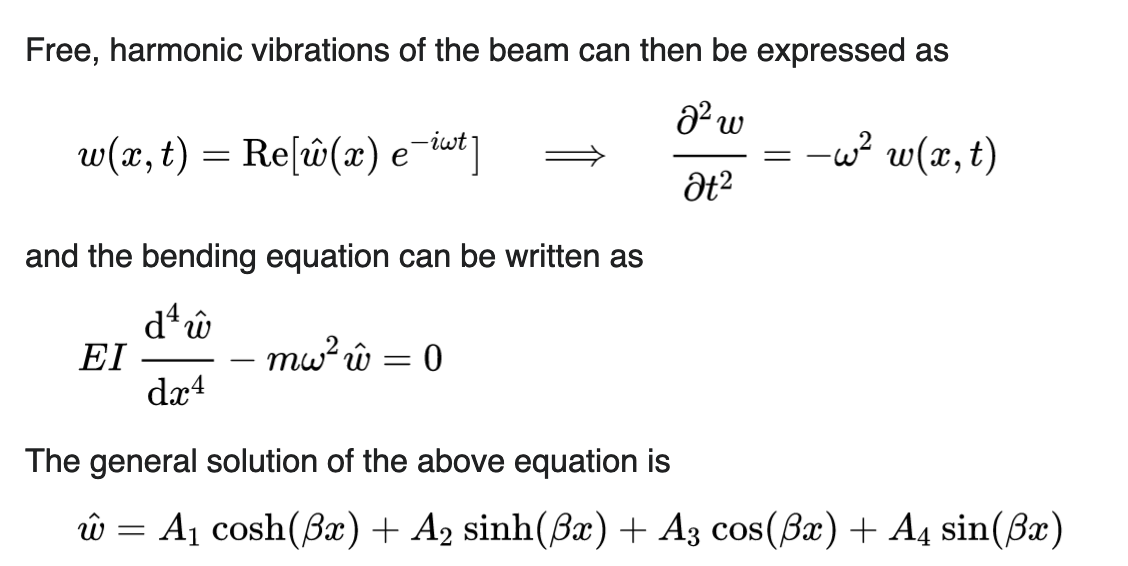 Free, harmonic vibrations of the beam can then be expressed as
w(x, t) = Re[ŵ(x) e^{−iωt}] ⟹ ∂²w/∂t² = −ω² w(x, t)
and the bending equation can be written as
EI d⁴ŵ/dx⁴ − mω²ŵ = 0
The general solution of the above equation is
ŵ = A₁ cosh(βx) + A₂ sinh(βx) + A₃ cos(βx) + A₄ sin(βx)